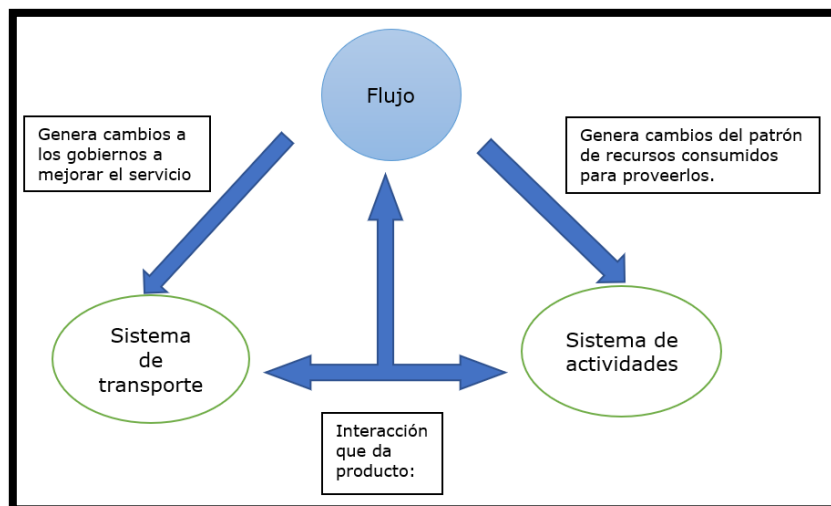 Flujo
Genera cambios a
los gobiernos a
mejorar el servicio
Genera cambios del patrón
de recursos consumidos
para proveerlos.
Sistema
de
transporte
Sistema de
actividades
Interacción
que da
producto: